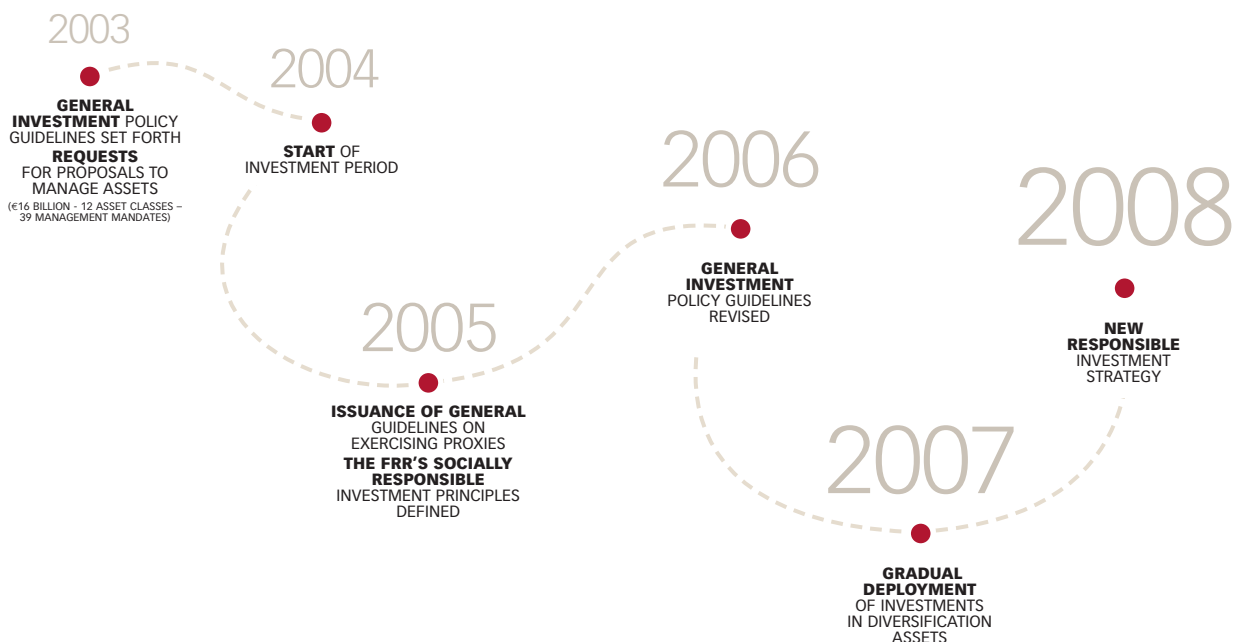 2003
GENERAL
INVESTMENT POLICY
GUIDELINES SET FORTH
REQUESTS
FOR PROPOSALS TO
MANAGE ASSETS
(€16 BILLION - 12 ASSET CLASSES –
39 MANAGEMENT MANDATES)
2004
START OF
INVESTMENT PERIOD
2005
ISSUANCE OF GENERAL
GUIDELINES ON
EXERCISING PROXIES
THE FRR'S SOCIALLY
RESPONSIBLE
INVESTMENT PRINCIPLES
DEFINED
2006
GENERAL
INVESTMENT
POLICY GUIDELINES
REVISED
2007
GRADUAL
DEPLOYMENT
OF INVESTMENTS
IN DIVERSIFICATION
ASSETS
2008
NEW
RESPONSIBLE
INVESTMENT
STRATEGY